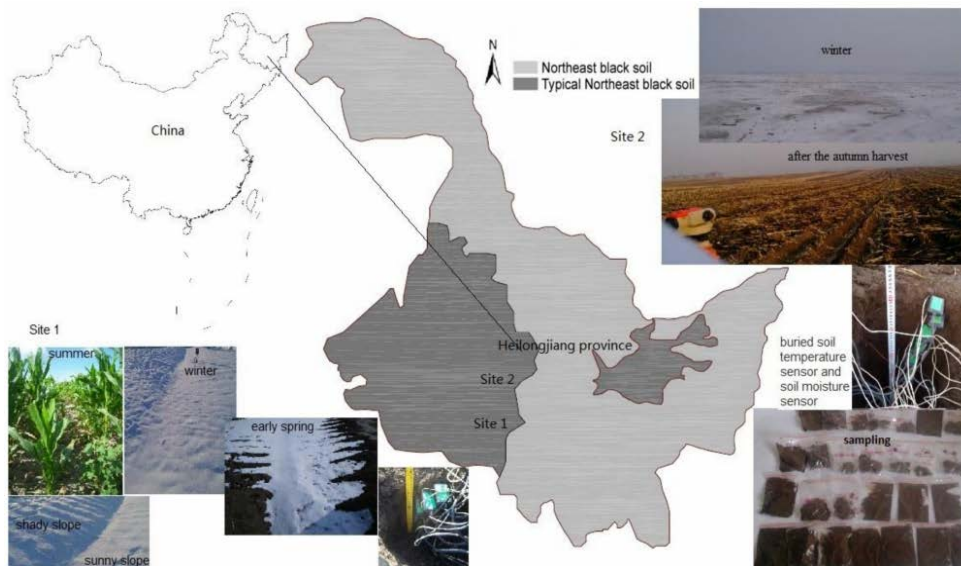 China
N
Northeast black soil
Typical Northeast black soil
Site 2
winter
after the autumn harvest
Heilongjiang province
Site 2
Site 1
buried soil
temperature
sensor and
soil moisture
sensor
sampling
Site 1
summer
winter
early spring
shady slope
sunny slope